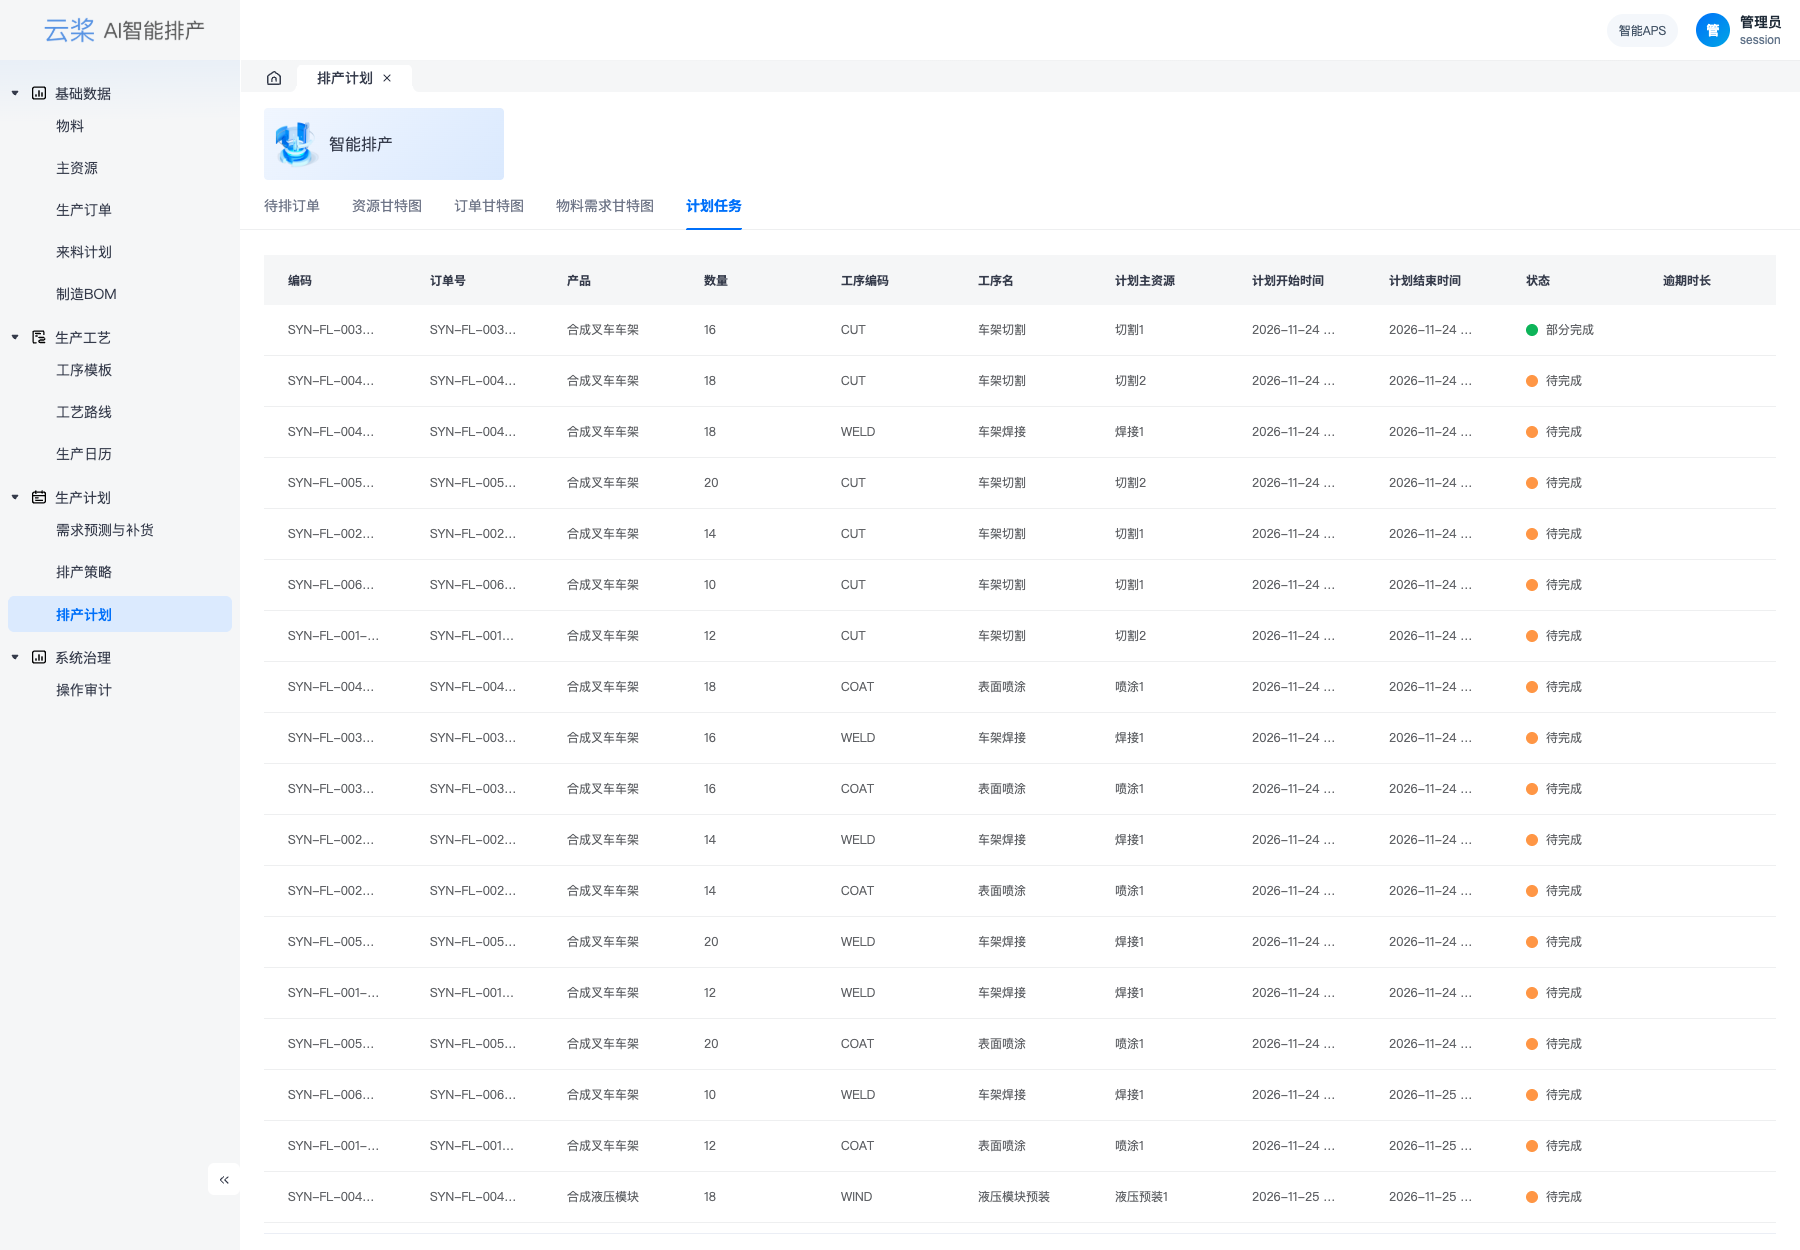 云桨 AI智能排产
智能APS
管
管理员
session
基础数据
物料
主资源
生产订单
来料计划
制造BOM
生产工艺
工序模板
工艺路线
生产日历
生产计划
需求预测与补货
排产策略
排产计划
系统治理
操作审计
排产计划
智能排产
待排订单 资源甘特图 订单甘特图 物料需求甘特图 计划任务
编码 订单号 产品 数量 工序编码 工序名 计划主资源 计划开始时间 计划结束时间 状态 逾期时长
SYN-FL-003... SYN-FL-003... 合成叉车车架 16 CUT 车架切割 切割1 2026-11-24 ... 2026-11-24 ... 部分完成
SYN-FL-004... SYN-FL-004... 合成叉车车架 18 CUT 车架切割 切割2 2026-11-24 ... 2026-11-24 ... 待完成
SYN-FL-004... SYN-FL-004... 合成叉车车架 18 WELD 车架焊接 焊接1 2026-11-24 ... 2026-11-24 ... 待完成
SYN-FL-005... SYN-FL-005... 合成叉车车架 20 CUT 车架切割 切割2 2026-11-24 ... 2026-11-24 ... 待完成
SYN-FL-002... SYN-FL-002... 合成叉车车架 14 CUT 车架切割 切割1 2026-11-24 ... 2026-11-24 ... 待完成
SYN-FL-006... SYN-FL-006... 合成叉车车架 10 CUT 车架切割 切割1 2026-11-24 ... 2026-11-24 ... 待完成
SYN-FL-001-... SYN-FL-001... 合成叉车车架 12 CUT 车架切割 切割2 2026-11-24 ... 2026-11-24 ... 待完成
SYN-FL-004... SYN-FL-004... 合成叉车车架 18 COAT 表面喷涂 喷涂1 2026-11-24 ... 2026-11-24 ... 待完成
SYN-FL-003... SYN-FL-003... 合成叉车车架 16 WELD 车架焊接 焊接1 2026-11-24 ... 2026-11-24 ... 待完成
SYN-FL-003... SYN-FL-003... 合成叉车车架 16 COAT 表面喷涂 喷涂1 2026-11-24 ... 2026-11-24 ... 待完成
SYN-FL-002... SYN-FL-002... 合成叉车车架 14 WELD 车架焊接 焊接1 2026-11-24 ... 2026-11-24 ... 待完成
SYN-FL-002... SYN-FL-002... 合成叉车车架 14 COAT 表面喷涂 喷涂1 2026-11-24 ... 2026-11-24 ... 待完成
SYN-FL-005... SYN-FL-005... 合成叉车车架 20 WELD 车架焊接 焊接1 2026-11-24 ... 2026-11-24 ... 待完成
SYN-FL-001-... SYN-FL-001... 合成叉车车架 12 WELD 车架焊接 焊接1 2026-11-24 ... 2026-11-24 ... 待完成
SYN-FL-005... SYN-FL-005... 合成叉车车架 20 COAT 表面喷涂 喷涂1 2026-11-24 ... 2026-11-24 ... 待完成
SYN-FL-006... SYN-FL-006... 合成叉车车架 10 WELD 车架焊接 焊接1 2026-11-24 ... 2026-11-25 ... 待完成
SYN-FL-001-... SYN-FL-001... 合成叉车车架 12 COAT 表面喷涂 喷涂1 2026-11-24 ... 2026-11-25 ... 待完成
SYN-FL-004... SYN-FL-004... 合成液压模块 18 WIND 液压模块预装 液压预装1 2026-11-25 ... 2026-11-25 ... 待完成